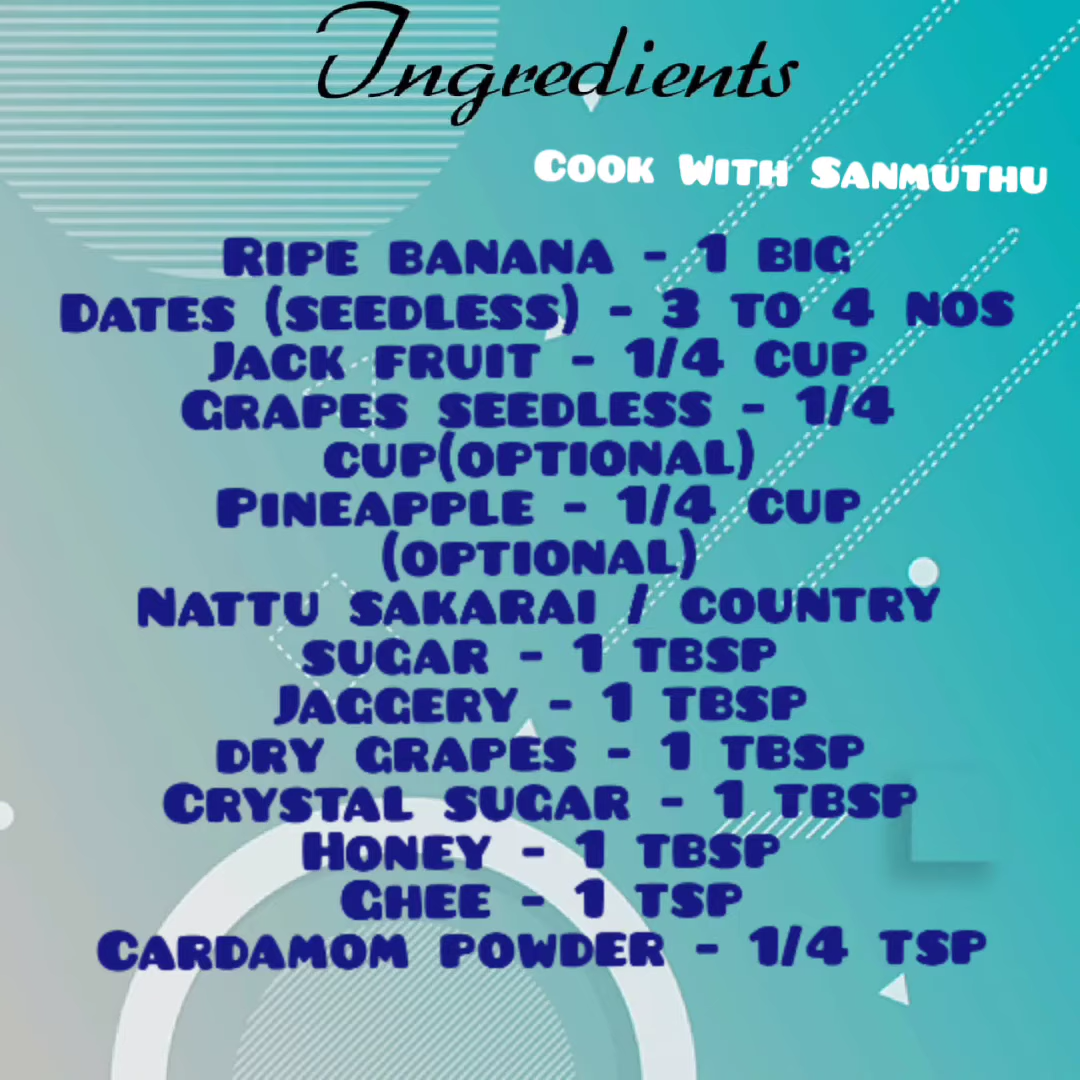 Ingredients
Cook With Sanmuthu
Ripe banana - 1 big
Dates (seedless) - 3 to 4 nos
Jack fruit - 1/4 cup
Grapes seedless - 1/4
cup(optional)
Pineapple - 1/4 cup
(optional)
Nattu sakarai / country
sugar - 1 tbsp
Jaggery - 1 tbsp
dry grapes - 1 tbsp
Crystal sugar - 1 tbsp
Honey - 1 tbsp
Ghee - 1 tsp
Cardamom powder - 1/4 tsp